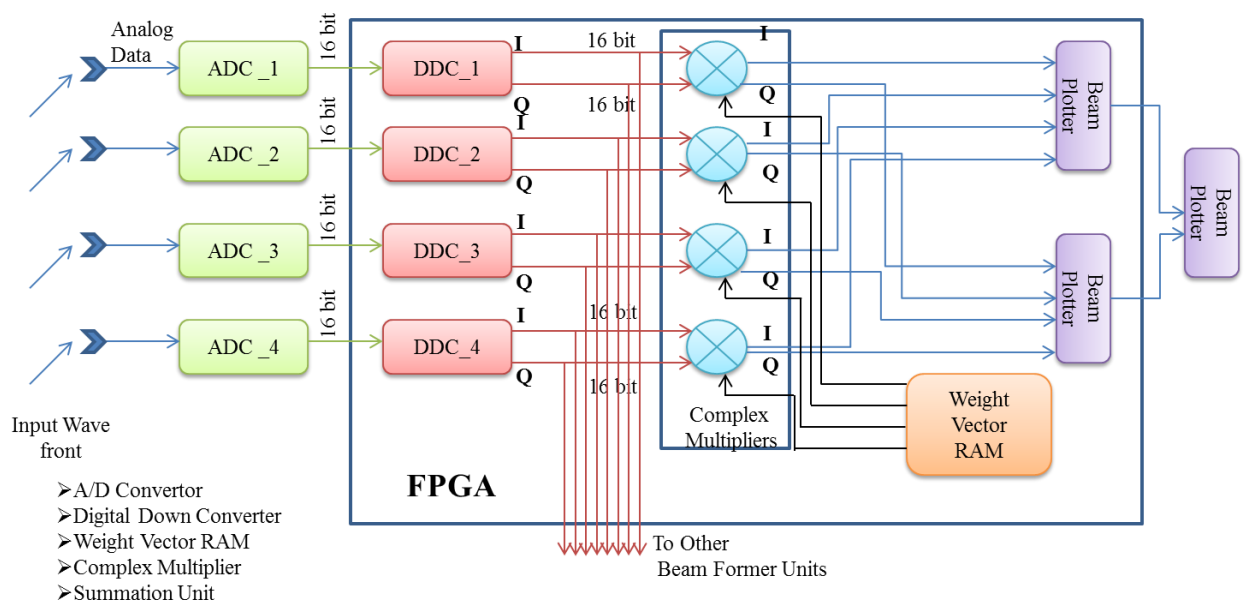 Analog
Data
ADC _1
16 bit
DDC_1
I
Q
16 bit
16 bit
I
Q
ADC _2
16 bit
DDC_2
I
Q
I
Q
ADC _3
16 bit
DDC_3
I
Q
I
Q
ADC _4
16 bit
DDC_4
I
Q
16 bit
16 bit
I
Q
Complex
Multipliers
Beam
Plotter
Beam
Plotter
Beam
Plotter
Weight
Vector
RAM
Input Wave
front
FPGA
➢A/D Convertor
➢Digital Down Converter
➢Weight Vector RAM
➢Complex Multiplier
➢Summation Unit
To Other
Beam Former Units